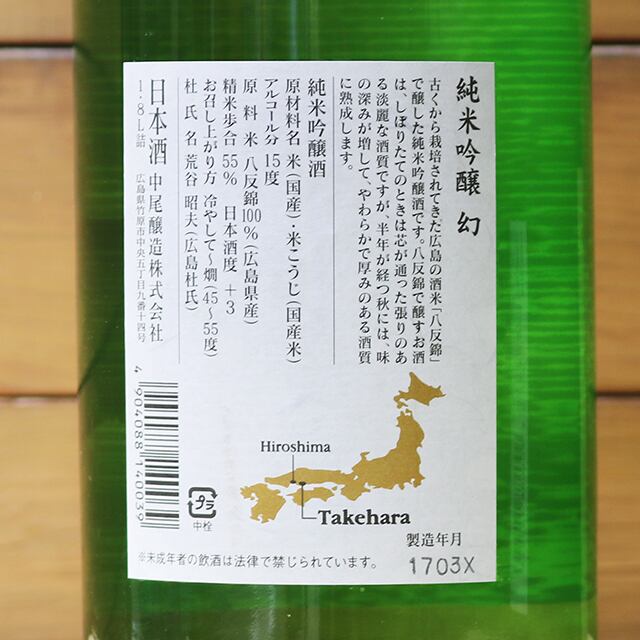 純米吟醸 幻
古くから栽培されてきた広島の酒米「八反錦」
で醸した純米吟醸酒です。八反錦で醸すお酒
は、しぼりたてのときは芯が通った張りのあ
る淡麗な酒質ですが、半年が経つ秋には、味
の深みが増して、やわらかで厚みのある酒質
に熟成します。
純米吟醸酒
原材料名 米(国産)・米こうじ(国産米)
アルコール分 15度
原料米 八反錦100%(広島県産)
精米歩合 55% 日本酒度 +3
お召し上がり方 冷やして~燗(45~55度)
杜氏名 荒谷 昭夫(広島杜氏)
日本酒 中尾醸造株式会社
1.8L詰 広島県竹原市中央五丁目九番十四号
4 904088 140039
Hiroshima
Takehara
プラ
中栓
製造年月
1703X
※未成年者の飲酒は法律で禁じられています。